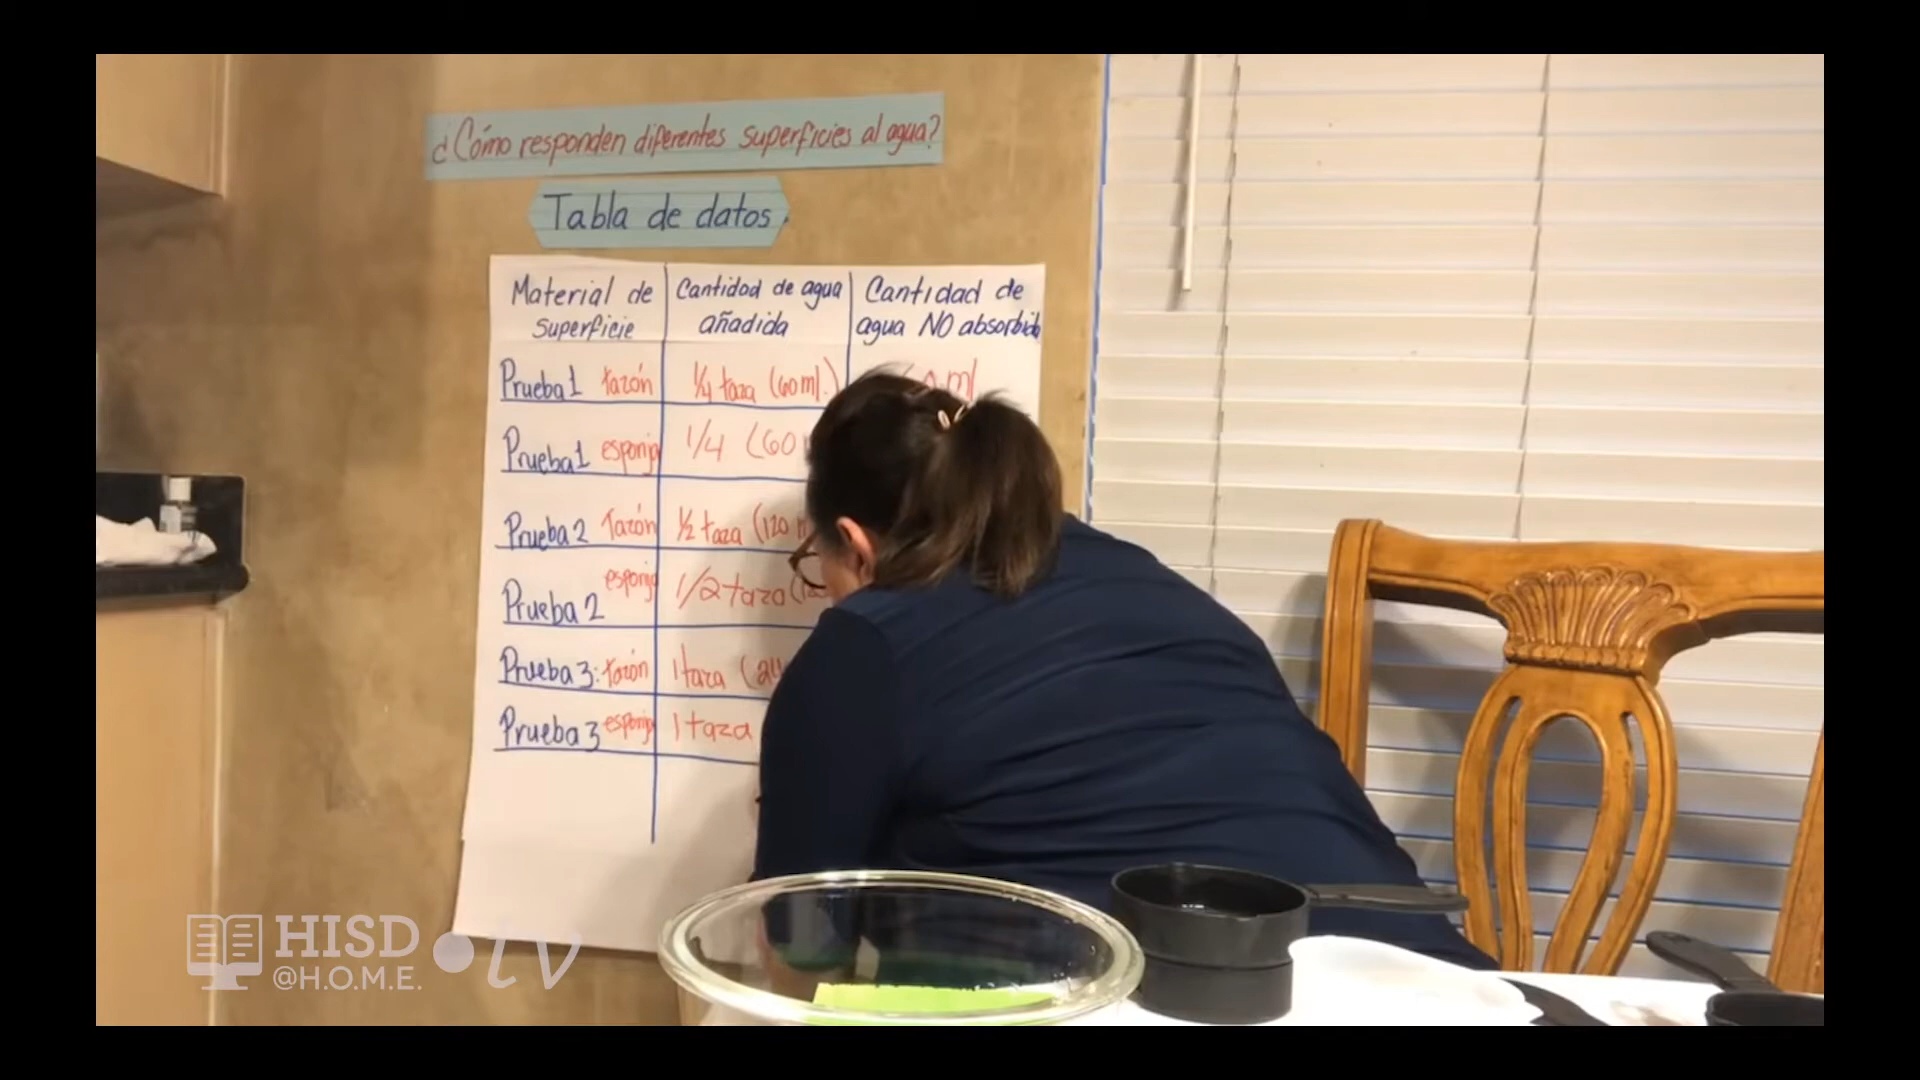 ¿Cómo responden diferentes superficies al agua?
Tabla de datos
Material de superficie
Cantidad de agua añadida
Cantidad de agua NO absorbida
Prueba 1 tazón
1/4 taza (60 ml.)
ml
Prueba 1 esponja
1/4 (60
Prueba 2 Tazón
1/2 taza (120
Prueba 2 esponja
1/2 taza
Prueba 3: tazón
1 taza (24
Prueba 3 esponja
1 taza
HISD
@H.O.M.E.
.tv